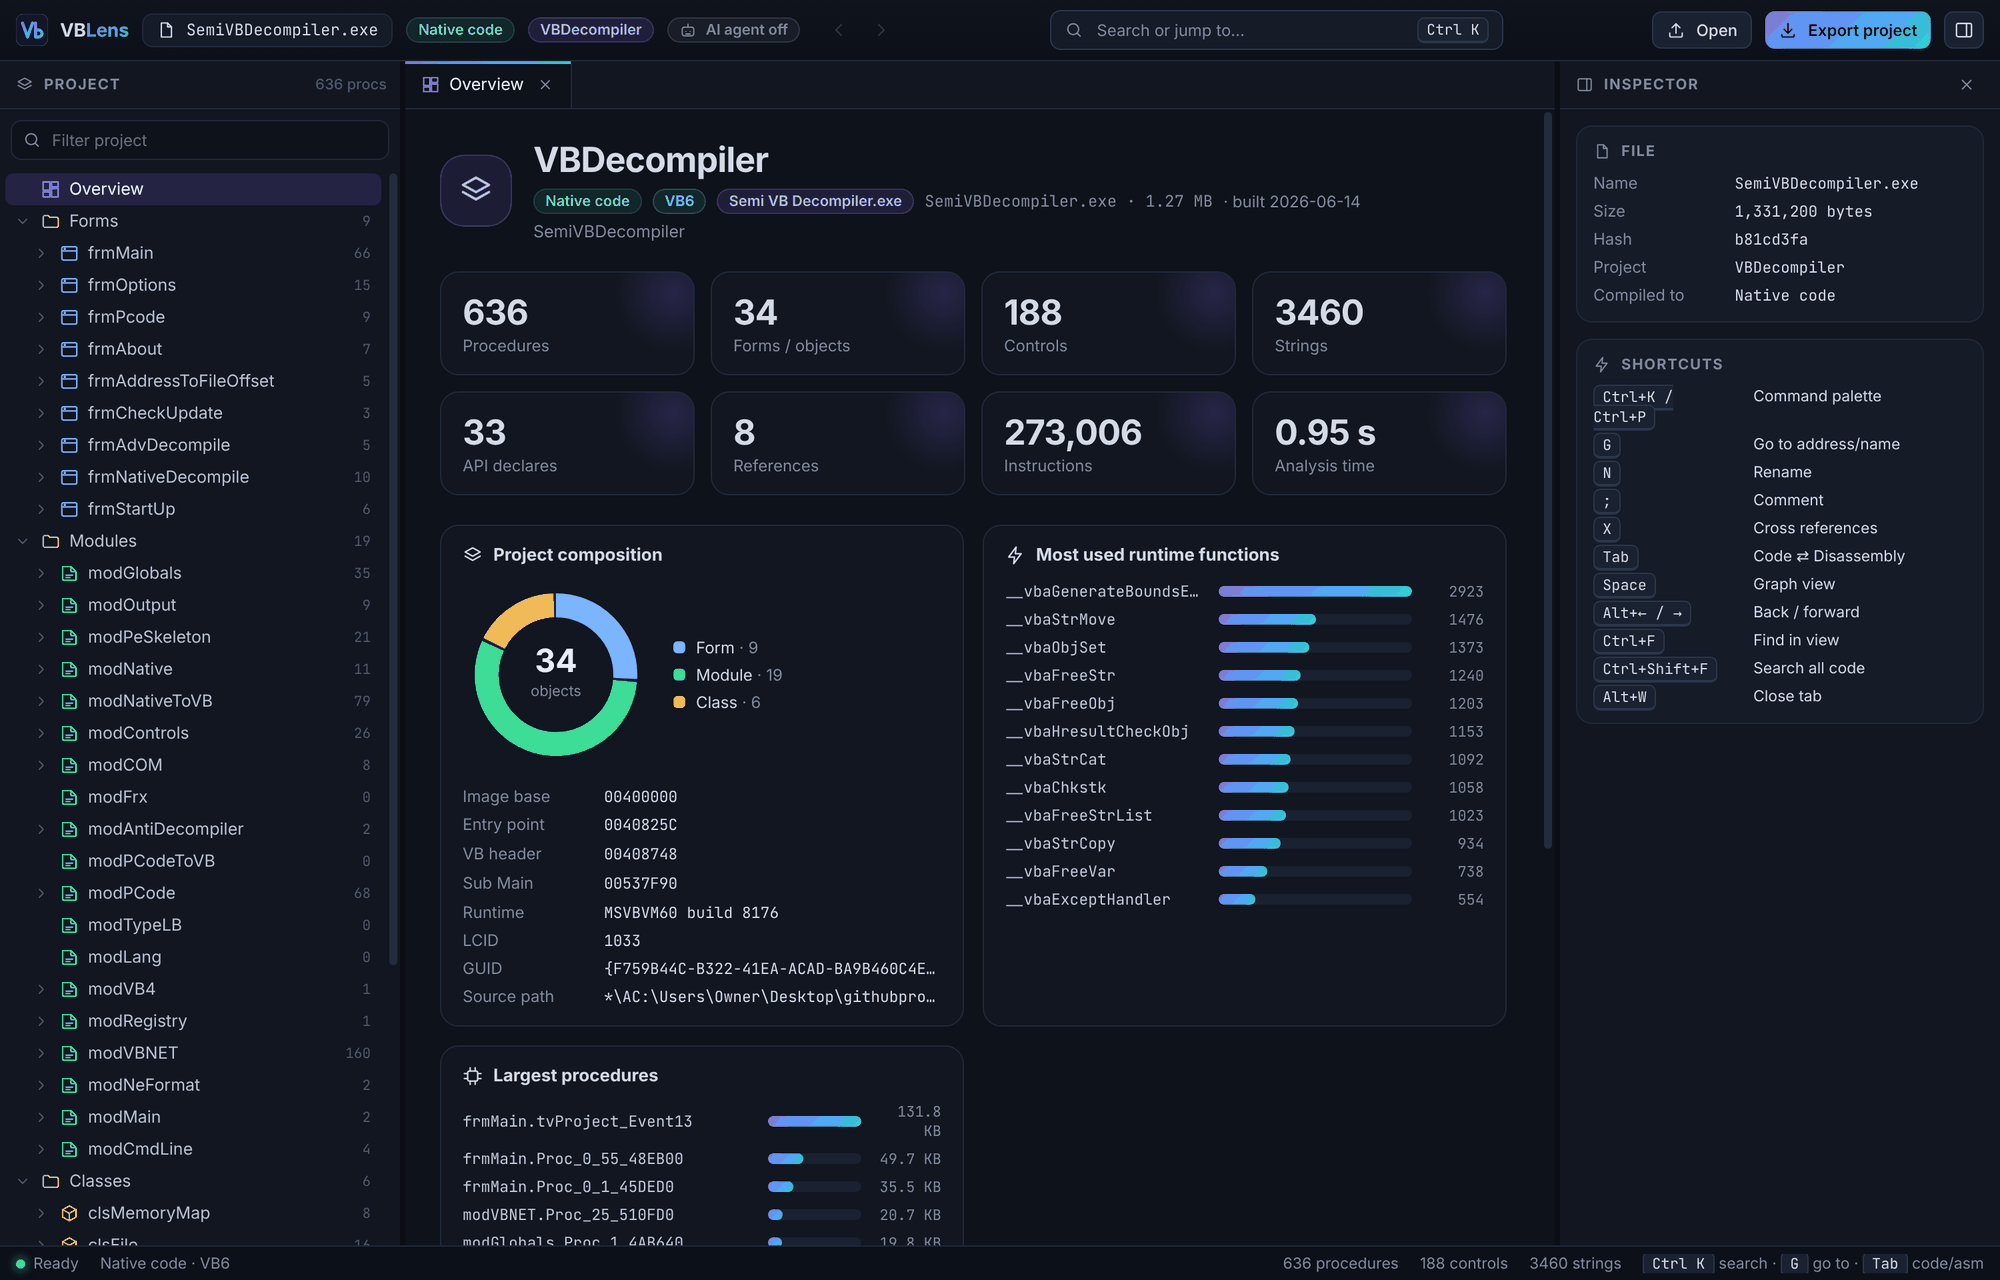 Vb VBLens SemiVBDecompiler.exe Native code VBDecompiler AI agent off Search or jump to... Ctrl K Open Export project
PROJECT 636 procs
Filter project
Overview
Forms 9
frmMain 66
frmOptions 15
frmPcode 9
frmAbout 7
frmAddressToFileOffset 5
frmCheckUpdate 3
frmAdvDecompile 5
frmNativeDecompile 10
frmStartUp 6
Modules 19
modGlobals 35
modOutput 9
modPeSkeleton 21
modNative 11
modNativeToVB 79
modControls 26
modCOM 8
modFrx 0
modAntiDecompiler 2
modPCodeToVB 0
modPCode 68
modTypeLB 0
modLang 0
modVB4 1
modRegistry 1
modVBNET 160
modNeFormat 2
modMain 2
modCmdLine 4
Classes 6
clsMemoryMap 8
clsFile 16
Overview
VBDecompiler
Native code VB6 Semi VB Decompiler.exe SemiVBDecompiler.exe · 1.27 MB · built 2026-06-14
SemiVBDecompiler
636
Procedures
34
Forms / objects
188
Controls
3460
Strings
33
API declares
8
References
273,006
Instructions
0.95 s
Analysis time
Project composition
34
objects
Form · 9
Module · 19
Class · 6
Image base 00400000
Entry point 0040825C
VB header 00408748
Sub Main 00537F90
Runtime MSVBVM60 build 8176
LCID 1033
GUID {F759B44C-B322-41EA-ACAD-BA9B460C4E…
Source path *\AC:\Users\Owner\Desktop\githubpro…
Most used runtime functions
__vbaGenerateBoundsE… 2923
__vbaStrMove 1476
__vbaObjSet 1373
__vbaFreeStr 1240
__vbaFreeObj 1203
__vbaHresultCheckObj 1153
__vbaStrCat 1092
__vbaChkstk 1058
__vbaFreeStrList 1023
__vbaStrCopy 934
__vbaFreeVar 738
__vbaExceptHandler 554
Largest procedures
frmMain.tvProject_Event13 131.8 KB
frmMain.Proc_0_55_48EB00 49.7 KB
frmMain.Proc_0_1_45DED0 35.5 KB
modVBNET.Proc_25_510FD0 20.7 KB
modGlobals.Proc_1_4AB640 19.8 KB
INSPECTOR
FILE
Name SemiVBDecompiler.exe
Size 1,331,200 bytes
Hash b81cd3fa
Project VBDecompiler
Compiled to Native code
SHORTCUTS
Ctrl+K / Ctrl+P Command palette
G Go to address/name
N Rename
; Comment
X Cross references
Tab Code ⇄ Disassembly
Space Graph view
Alt+← / → Back / forward
Ctrl+F Find in view
Ctrl+Shift+F Search all code
Alt+W Close tab
Ready Native code · VB6 636 procedures 188 controls 3460 strings Ctrl K search · G go to · Tab code/asm